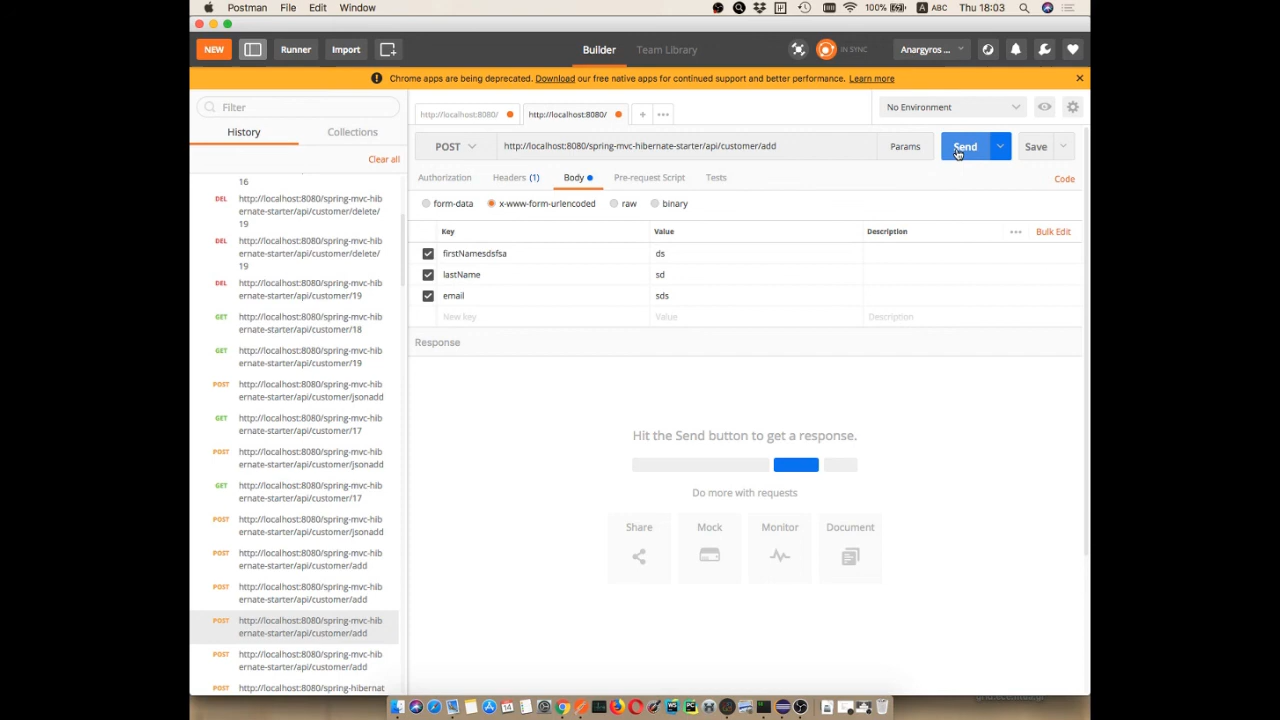 Postman File Edit Window 100% A ABC Thu 18:03
NEW Runner Import Builder Team Library IN SYNC Anargyros ...
Chrome apps are being deprecated. Download our free native apps for continued support and better performance. Learn more
Filter
History Collections
Clear all
16
DEL http://localhost:8080/spring-mvc-hib
ernate-starter/api/customer/delete/
19
DEL http://localhost:8080/spring-mvc-hib
ernate-starter/api/customer/delete/
19
DEL http://localhost:8080/spring-mvc-hib
ernate-starter/api/customer/19
GET http://localhost:8080/spring-mvc-hib
ernate-starter/api/customer/18
GET http://localhost:8080/spring-mvc-hib
ernate-starter/api/customer/19
POST http://localhost:8080/spring-mvc-hib
ernate-starter/api/customer/jsonadd
GET http://localhost:8080/spring-mvc-hib
ernate-starter/api/customer/17
POST http://localhost:8080/spring-mvc-hib
ernate-starter/api/customer/jsonadd
GET http://localhost:8080/spring-mvc-hib
ernate-starter/api/customer/17
POST http://localhost:8080/spring-mvc-hib
ernate-starter/api/customer/jsonadd
POST http://localhost:8080/spring-mvc-hib
ernate-starter/api/customer/add
POST http://localhost:8080/spring-mvc-hib
ernate-starter/api/customer/add
POST http://localhost:8080/spring-mvc-hib
ernate-starter/api/customer/add
POST http://localhost:8080/spring-mvc-hib
ernate-starter/api/customer/add
POST http://localhost:8080/spring-hibernat
http://localhost:8080/ http://localhost:8080/ No Environment
POST http://localhost:8080/spring-mvc-hibernate-starter/api/customer/add Params Send Save
Authorization Headers (1) Body Pre-request Script Tests Code
form-data x-www-form-urlencoded raw binary
Key Value Description Bulk Edit
firstNamesdsfsa ds
lastName sd
email sds
New key Value Description
Response
Hit the Send button to get a response.
Do more with requests
Share Mock Monitor Document